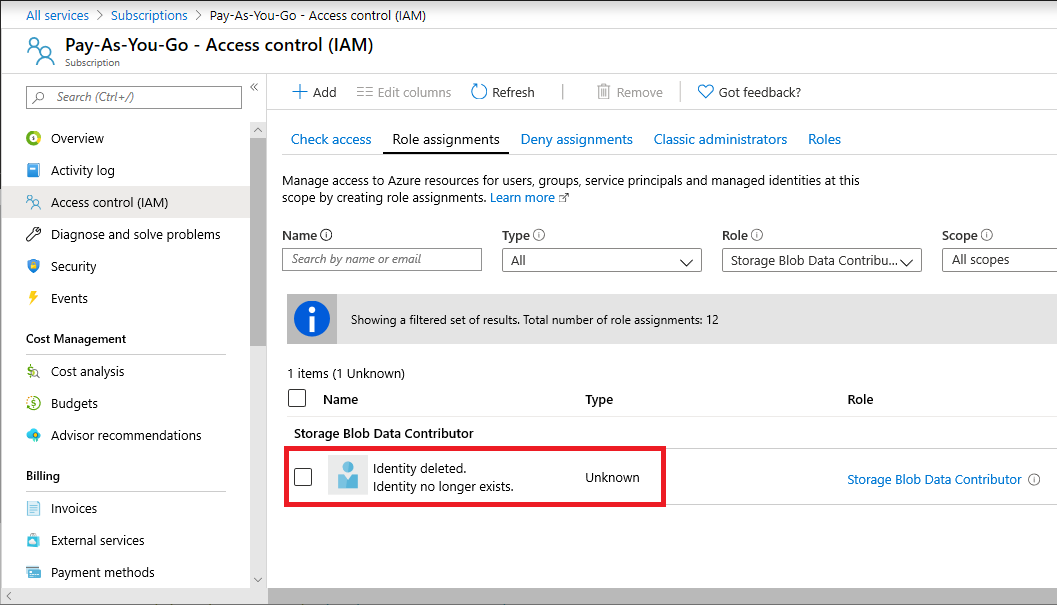 All services > Subscriptions > Pay-As-You-Go - Access control (IAM)
Pay-As-You-Go - Access control (IAM)
Subscription
Search (Ctrl+/)
«
Overview
Activity log
Access control (IAM)
Diagnose and solve problems
Security
Events
Cost Management
Cost analysis
Budgets
Advisor recommendations
Billing
Invoices
External services
Payment methods
Add
Edit columns
Refresh
Remove
Got feedback?
Check access
Role assignments
Deny assignments
Classic administrators
Roles
Manage access to Azure resources for users, groups, service principals and managed identities at this
scope by creating role assignments. Learn more
Name
Type
Role
Scope
Search by name or email
All
Storage Blob Data Contribu...
All scopes
Showing a filtered set of results. Total number of role assignments: 12
1 items (1 Unknown)
Name
Type
Role
Storage Blob Data Contributor
Identity deleted.
Identity no longer exists.
Unknown
Storage Blob Data Contributor